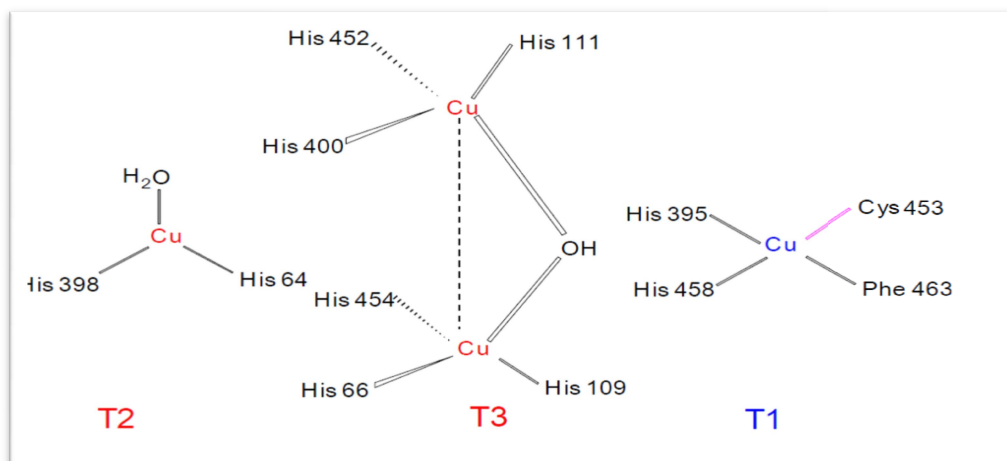 His 452
His 111
Cu
His 400
H₂O
Cu
His 398
His 64
OH
His 454
Cu
His 66
His 109
His 395
Cys 453
Cu
His 458
Phe 463
T2
T3
T1